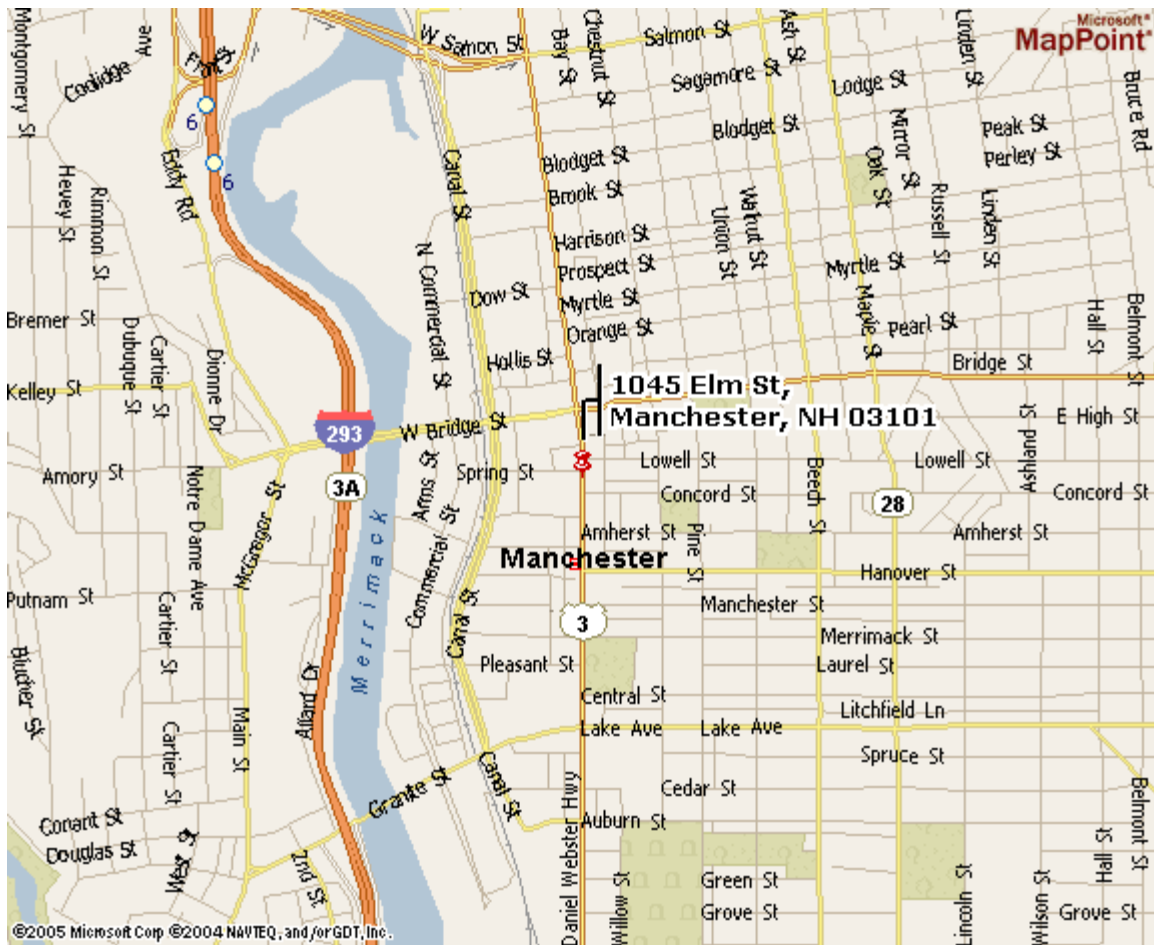 Microsoft®
MapPoint®
Montgomery St
Ave
Coolidge
Front St
W Salmon St
Bay St
Chestnut St
Salmon St
Ash St
Linden St
Bruce Rd
Sagamore St
Lodge St
6
6
Eddy Rd
Hevey St
Rimmon St
Canal St
Blodget St
Blodget St
Brook St
Mirror St
Oak St
Peak St
Perley St
Walnut St
Union St
Russell St
Linden St
Harrison St
Prospect St
Myrtle St
Myrtle St
Orange St
N Commercial St
Dow St
Hollis St
Maple St
Pearl St
Bremer St
Dubuque St
Cartier St
Dionne Dr
Hall St
Belmont St
Bridge St
Kelley St
1045 Elm St,
Manchester, NH 03101
293
W Bridge St
E High St
Ashland St
Amory St
Notre Dame Ave
McGregor St
3A
Arms St
Spring St
Lowell St
Lowell St
Concord St
Concord St
Beech St
28
Commercial St
Amherst St
Amherst St
Pine St
Manchester
Hanover St
Merrimack
Putnam St
Cartier St
Canal St
3
Manchester St
Merrimack St
Laurel St
Pleasant St
Blucher St
Allard Dr
Central St
Litchfield Ln
Main St
Cartier St
Lake Ave
Lake Ave
Spruce St
Granite St
Canal St
Cedar St
Daniel Webster Hwy
Auburn St
Belmont St
Conant St
Douglas St
West St
2nd St
Hall St
Willow St
Green St
Grove St
Lincoln St
Wilson St
Grove St
©2005 Microsoft Corp ©2004 NAVTEQ, and/or GDT, Inc.